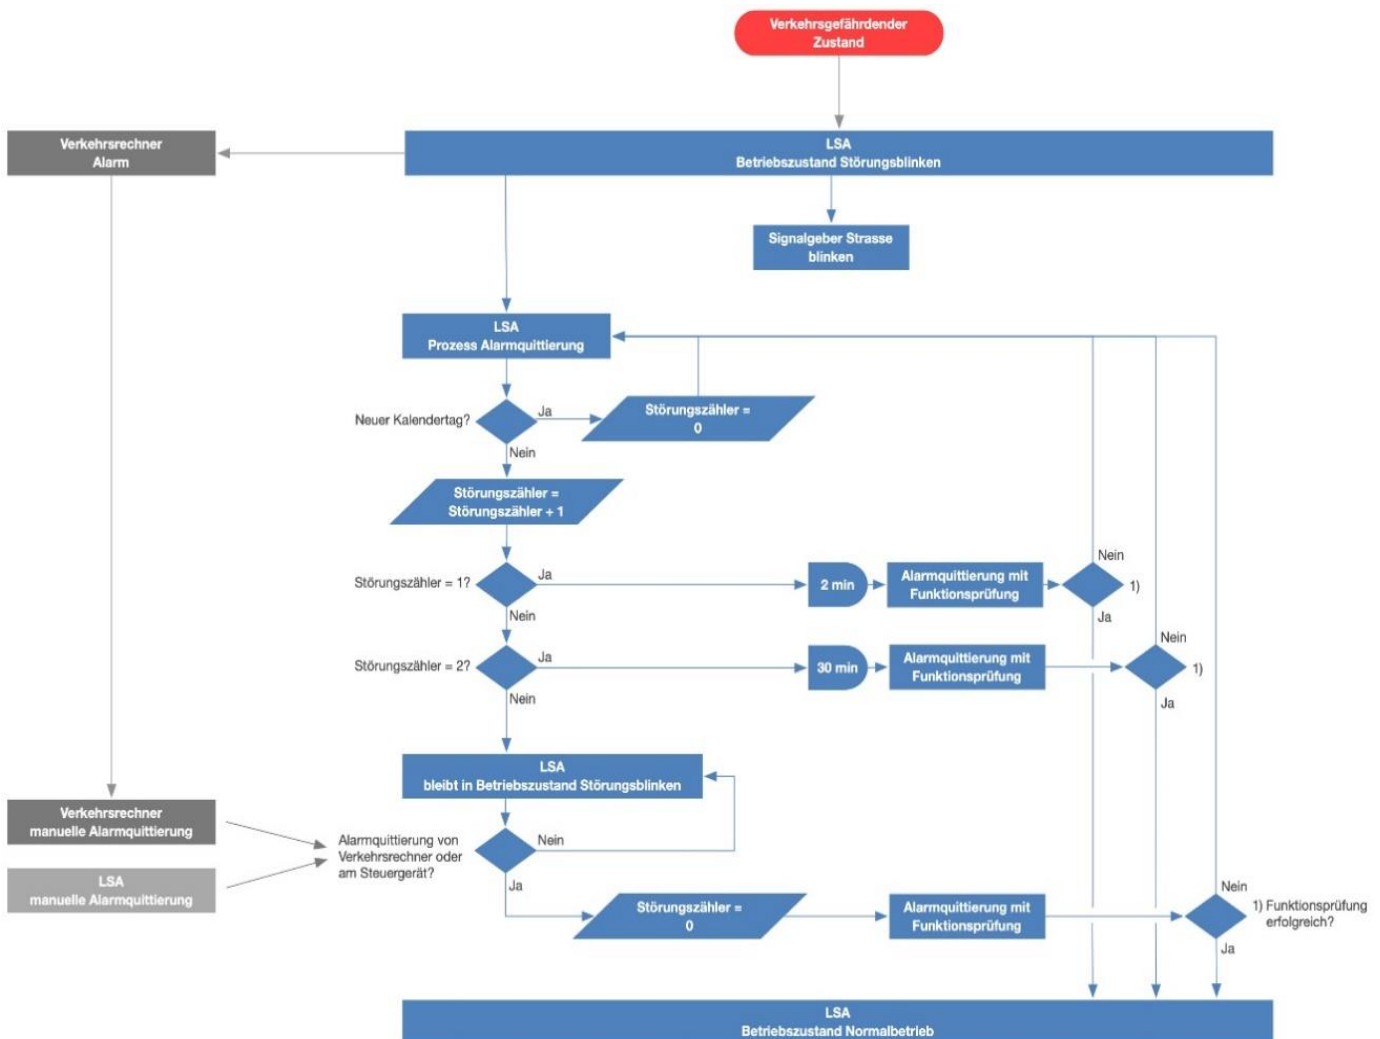 Verkehrsgefährdender
Zustand
Verkehrsrechner
Alarm
LSA
Betriebszustand Störungsblinken
Signalgeber Strasse
blinken
LSA
Prozess Alarmquittierung
Neuer Kalendertag?
Ja
Störungszähler =
0
Nein
Störungszähler =
Störungszähler + 1
Störungszähler = 1?
Ja
2 min
Alarmquittierung mit
Funktionsprüfung
Nein
1)
Ja
Nein
Störungszähler = 2?
Ja
30 min
Alarmquittierung mit
Funktionsprüfung
Nein
1)
Ja
Nein
LSA
bleibt in Betriebszustand Störungsblinken
Verkehrsrechner
manuelle Alarmquittierung
LSA
manuelle Alarmquittierung
Alarmquittierung von
Verkehrsrechner oder
am Steuergerät?
Nein
Ja
Störungszähler =
0
Alarmquittierung mit
Funktionsprüfung
Nein
1) Funktionsprüfung
erfolgreich?
Ja
LSA
Betriebszustand Normalbetrieb